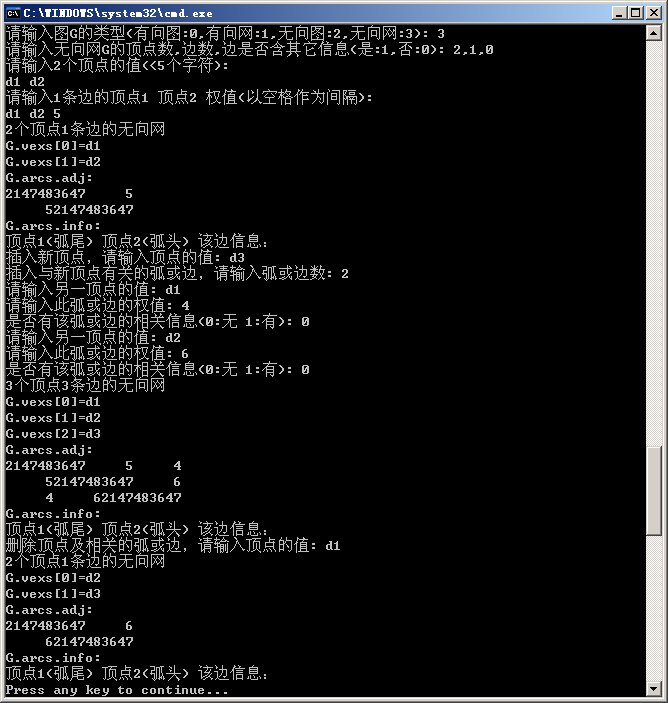 C:\WINDOWS\system32\cmd.exe
请输入图G的类型(有向图:0,有向网:1,无向图:2,无向网:3): 3
请输入无向网G的顶点数,边数,边是否含其它信息(是:1,否:0): 2,1,0
请输入2个顶点的值(<5个字符):
d1 d2
请输入1条边的顶点1 顶点2 权值(以空格作为间隔):
d1 d2 5
2个顶点1条边的无向网
G.vexs[0]=d1
G.vexs[1]=d2
G.arcs.adj:
2147483647     5
     52147483647
G.arcs.info:
顶点1(弧尾) 顶点2(弧头) 该边信息:
插入新顶点, 请输入顶点的值: d3
插入与新顶点有关的弧或边, 请输入弧或边数: 2
请输入另一顶点的值: d1
请输入此弧或边的权值: 4
是否有该弧或边的相关信息(0:无 1:有): 0
请输入另一顶点的值: d2
请输入此弧或边的权值: 6
是否有该弧或边的相关信息(0:无 1:有): 0
3个顶点3条边的无向网
G.vexs[0]=d1
G.vexs[1]=d2
G.vexs[2]=d3
G.arcs.adj:
2147483647     5     4
     52147483647     6
     4     62147483647
G.arcs.info:
顶点1(弧尾) 顶点2(弧头) 该边信息:
删除顶点及相关的弧或边, 请输入顶点的值: d1
2个顶点1条边的无向网
G.vexs[0]=d2
G.vexs[1]=d3
G.arcs.adj:
2147483647     6
     62147483647
G.arcs.info:
顶点1(弧尾) 顶点2(弧头) 该边信息:
Press any key to continue...